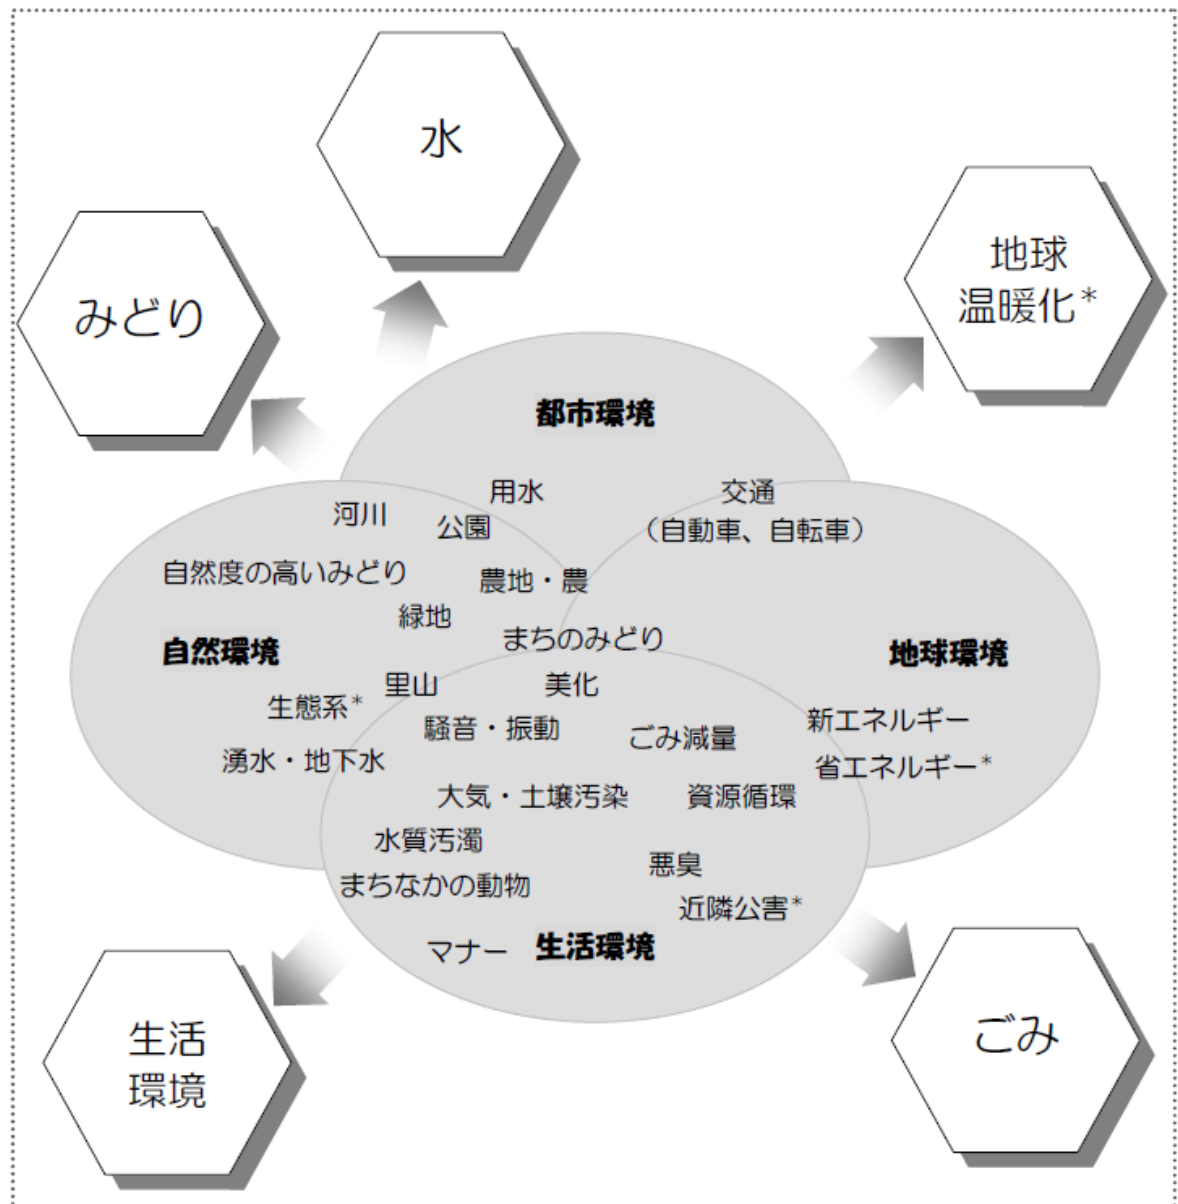 水
地球
温暖化*
みどり
都市環境
用水
交通
河川
公園
（自動車、自転車）
自然度の高いみどり
農地・農
緑地
まちのみどり
自然環境
地球環境
里山
美化
生態系*
騒音・振動
ごみ減量
新エネルギー
湧水・地下水
省エネルギー*
大気・土壌汚染
資源循環
水質汚濁
悪臭
まちなかの動物
近隣公害*
マナー
生活環境
生活
環境
ごみ